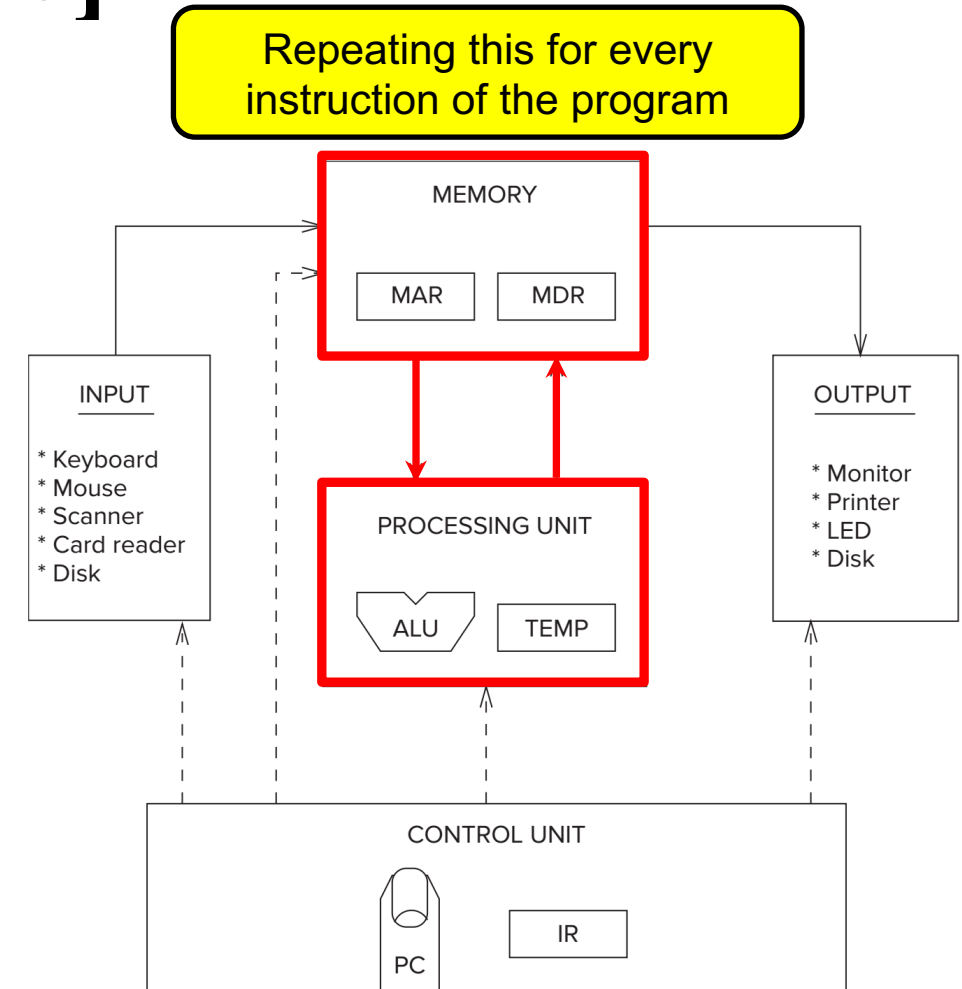 Repeating this for every
instruction of the program
MEMORY
MAR
MDR
INPUT
* Keyboard
* Mouse
* Scanner
* Card reader
* Disk
OUTPUT
* Monitor
* Printer
* LED
* Disk
PROCESSING UNIT
ALU
TEMP
CONTROL UNIT
IR
PC